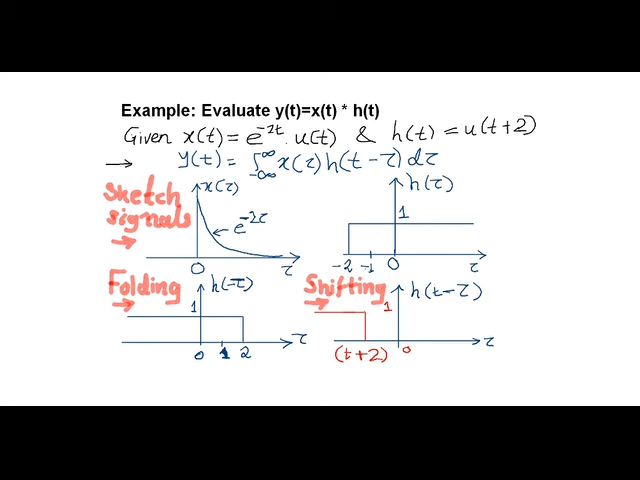 Example: Evaluate y(t)=x(t) * h(t)
Given x(t) = e^{-2t}. u(t) & h(t) = u(t+2)
→ y(t) = ∫_{-∞}^{∞} x(τ) h(t-τ) dτ
Sketch signals →
x(τ)
e^{-2τ}
0 τ
h(τ)
1
-2 -1 0 τ
Folding →
h(-τ)
1
0 1 2 τ
Shifting →
h(t-τ)
1
(t+2) 0 τ